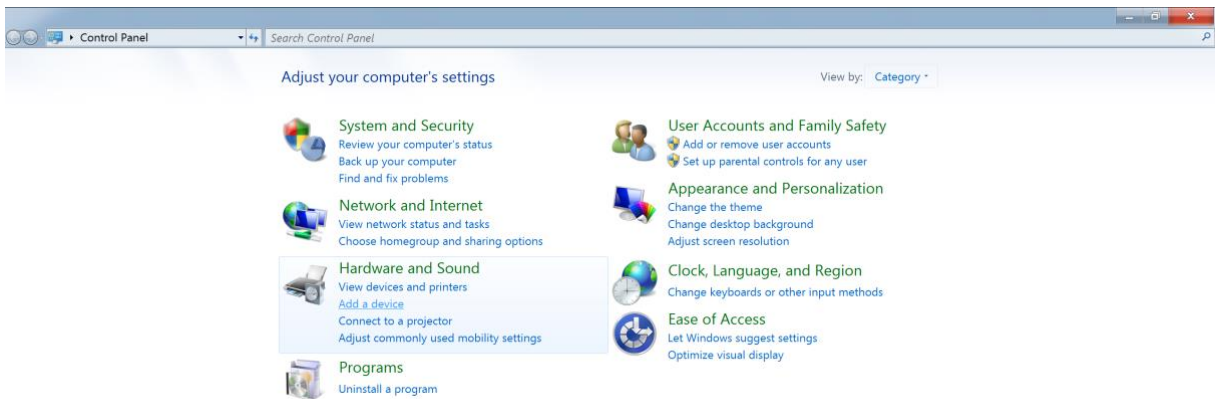 Control Panel
Search Control Panel
Adjust your computer's settings
View by: Category
System and Security
Review your computer's status
Back up your computer
Find and fix problems
Network and Internet
View network status and tasks
Choose homegroup and sharing options
Hardware and Sound
View devices and printers
Add a device
Connect to a projector
Adjust commonly used mobility settings
Programs
Uninstall a program
User Accounts and Family Safety
Add or remove user accounts
Set up parental controls for any user
Appearance and Personalization
Change the theme
Change desktop background
Adjust screen resolution
Clock, Language, and Region
Change keyboards or other input methods
Ease of Access
Let Windows suggest settings
Optimize visual display